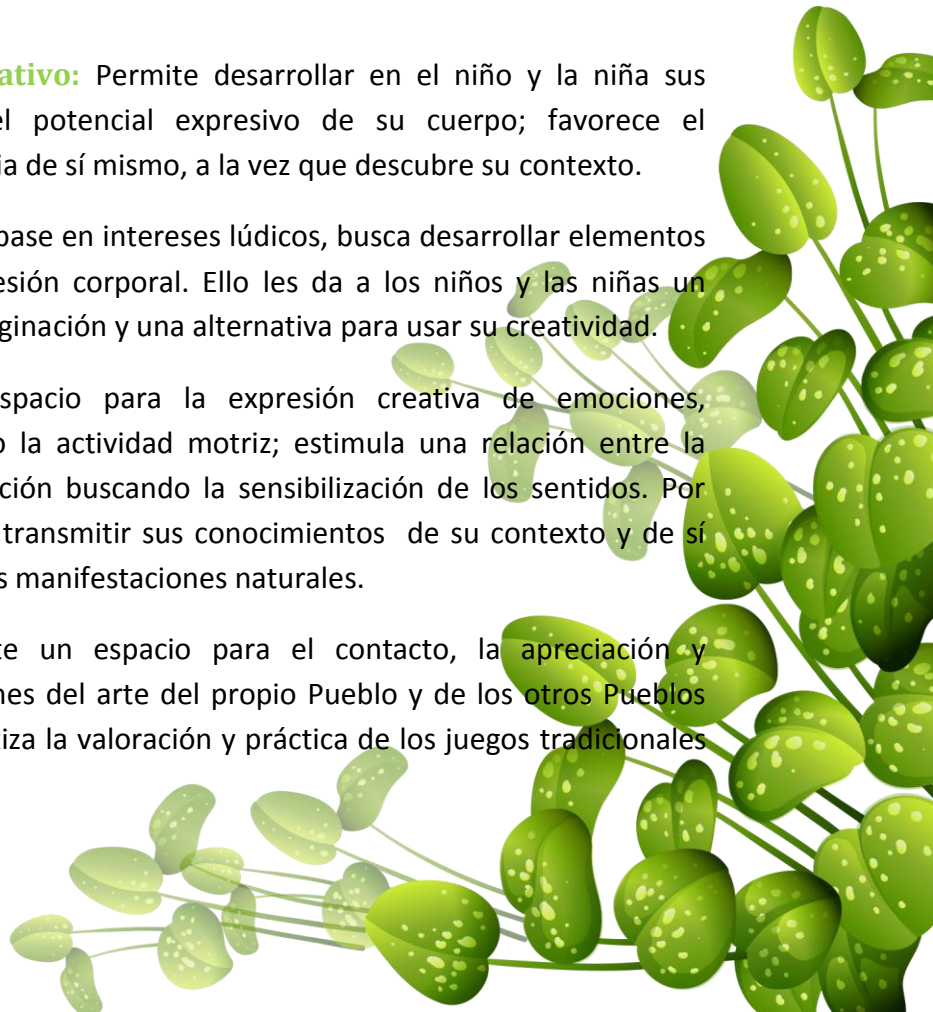 ativo: Permite desarrollar en el niño y la niña sus
el potencial expresivo de su cuerpo; favorece el
ia de sí mismo, a la vez que descubre su contexto.
base en intereses lúdicos, busca desarrollar elementos
esión corporal. Ello les da a los niños y las niñas un
ginación y una alternativa para usar su creatividad.
spacio para la expresión creativa de emociones,
o la actividad motriz; estimula una relación entre la
ción buscando la sensibilización de los sentidos. Por
transmitir sus conocimientos de su contexto y de sí
s manifestaciones naturales.
te un espacio para el contacto, la apreciación y
nes del arte del propio Pueblo y de los otros Pueblos
tiza la valoración y práctica de los juegos tradicionales